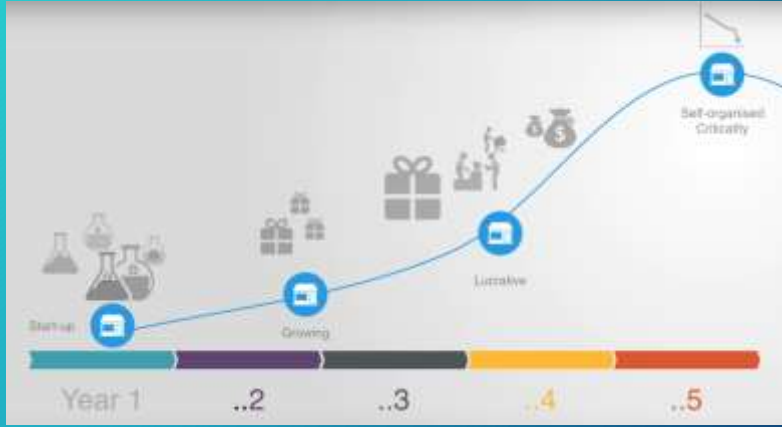 $
Self-organised
Criticality
Lucrative
Start-up
Growing
Year 1
..2
..3
..4
..5